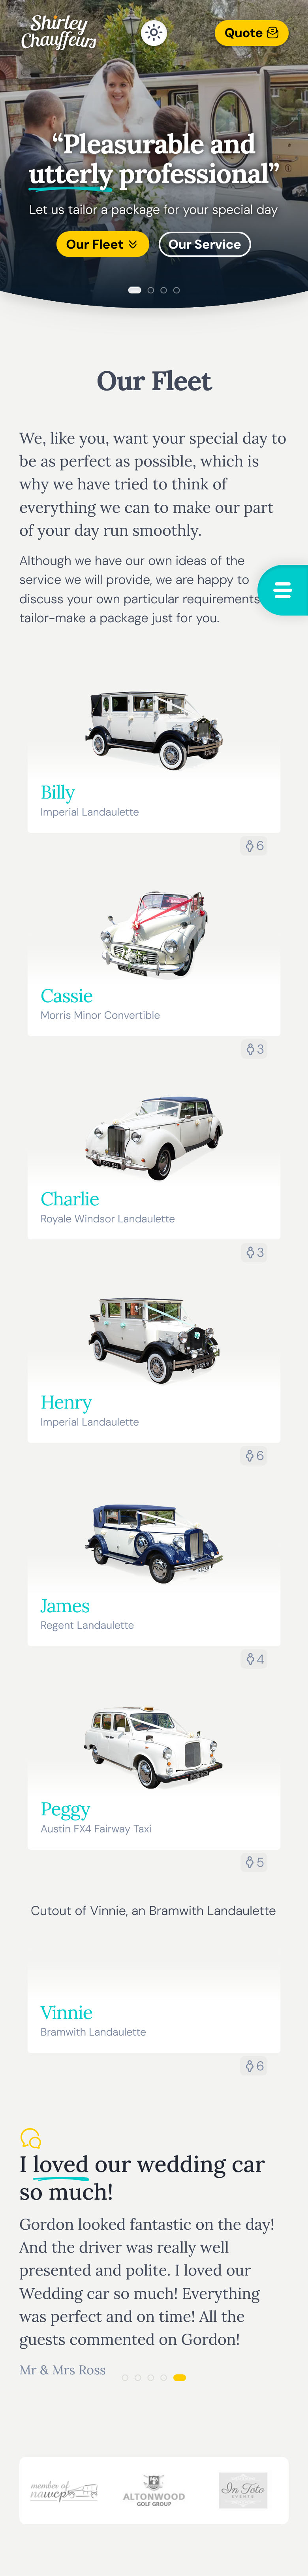 Shirley
Chauffeurs
Quote
“Pleasurable and
utterly professional”
Let us tailor a package for your special day
Our Fleet
Our Service
Our Fleet
We, like you, want your special day to
be as perfect as possible, which is
why we have tried to think of
everything we can to make our part
of your day run smoothly.
Although we have our own ideas of the
service we will provide, we are happy to
discuss your own particular requirements
tailor-make a package just for you.
Billy
Imperial Landaulette
6
Cassie
Morris Minor Convertible
3
Charlie
Royale Windsor Landaulette
3
Henry
Imperial Landaulette
6
James
Regent Landaulette
4
Peggy
Austin FX4 Fairway Taxi
5
Cutout of Vinnie, an Bramwith Landaulette
Vinnie
Bramwith Landaulette
6
I loved our wedding car
so much!
Gordon looked fantastic on the day!
And the driver was really well
presented and polite. I loved our
Wedding car so much! Everything
was perfect and on time! All the
guests commented on Gordon!
Mr & Mrs Ross
member of
nawcp
ALTONWOOD
GOLF GROUP
In Toto
EVENTS